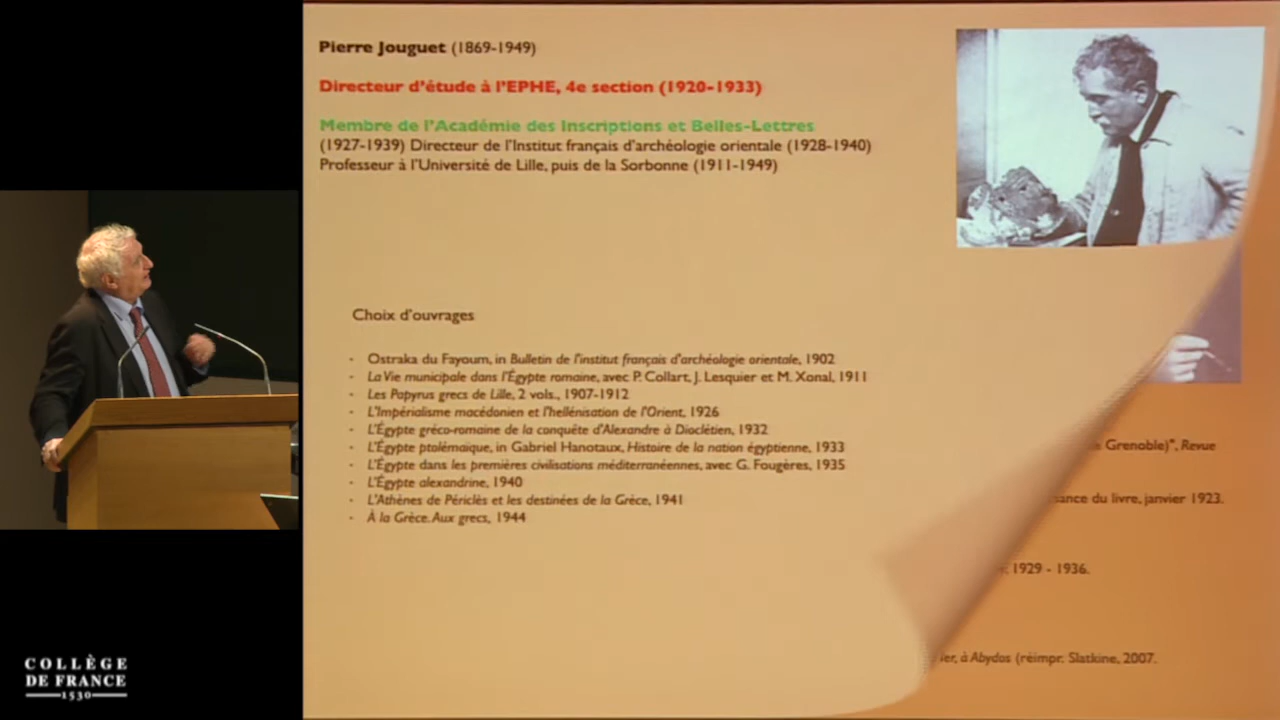 Pierre Jouguet (1869-1949)
Directeur d'étude à l'EPHE, 4e section (1920-1933)
Membre de l'Académie des Inscriptions et Belles-Lettres
(1927-1939) Directeur de l'Institut français d'archéologie orientale (1928-1940)
Professeur à l'Université de Lille, puis de la Sorbonne (1911-1949)
Choix d'ouvrages
- Ostraka du Fayoum, in Bulletin de l'institut français d'archéologie orientale, 1902
- La Vie municipale dans l'Égypte romaine, avec P. Collart, J. Lesquier et M. Xonal, 1911
- Les Papyrus grecs de Lille, 2 vols., 1907-1912
- L'Impérialisme macédonien et l'hellénisation de l'Orient, 1926
- L'Égypte gréco-romaine de la conquête d'Alexandre à Dioclétien, 1932
- L'Égypte ptolémaique, in Gabriel Hanotaux, Histoire de la nation égyptienne, 1933
- L'Égypte dans les premières civilisations méditerranéennes, avec G. Fougères, 1935
- L'Égypte alexandrine, 1940
- L'Athènes de Périclès et les destinées de la Grèce, 1941
- À la Grèce. Aux grecs, 1944
Grenoble)", Revue
ance du livre, janvier 1923.
1929 - 1936.
ler, à Abydos (réimpr. Slatkine, 2007.
COLLÈGE
DE FRANCE
1530